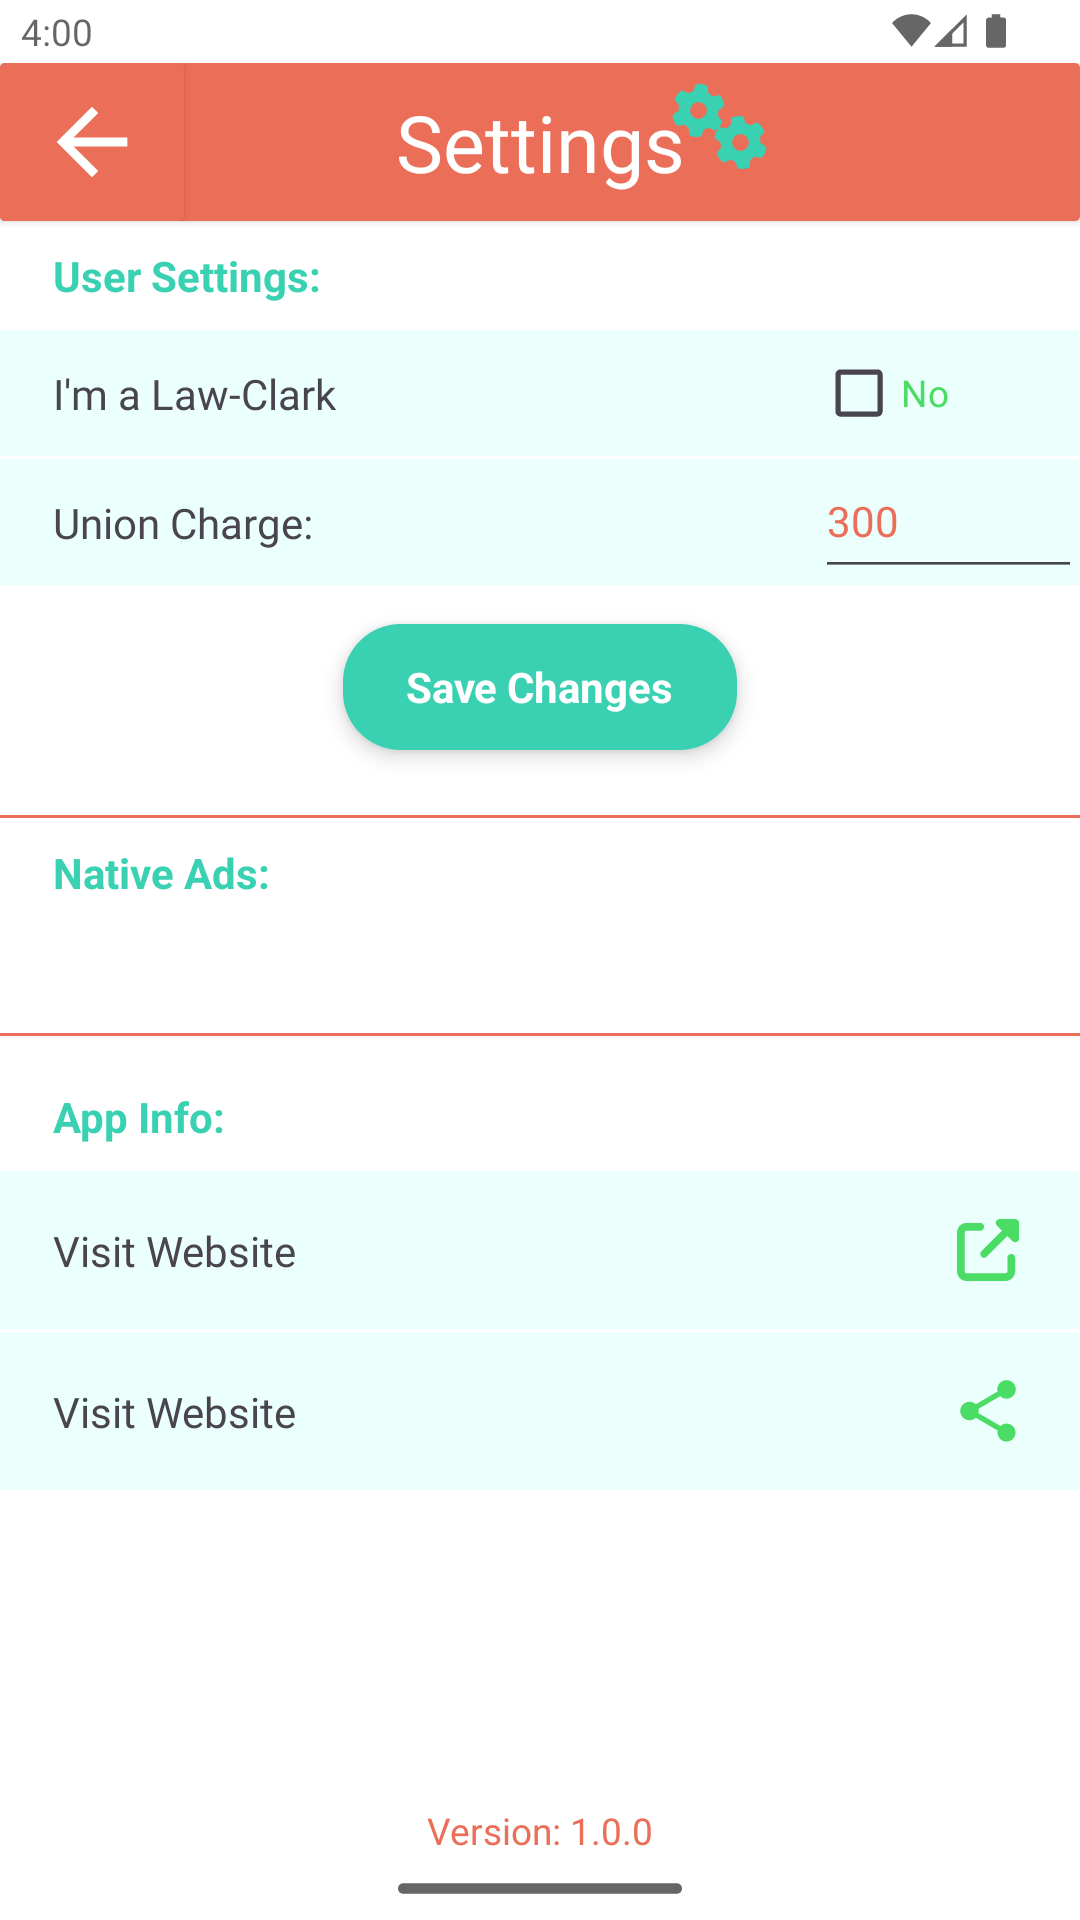 4:00
Settings
User Settings:
I'm a Law-Clark
No
Union Charge:
300
Save Changes
Native Ads:
App Info:
Visit Website
Visit Website
Version: 1.0.0